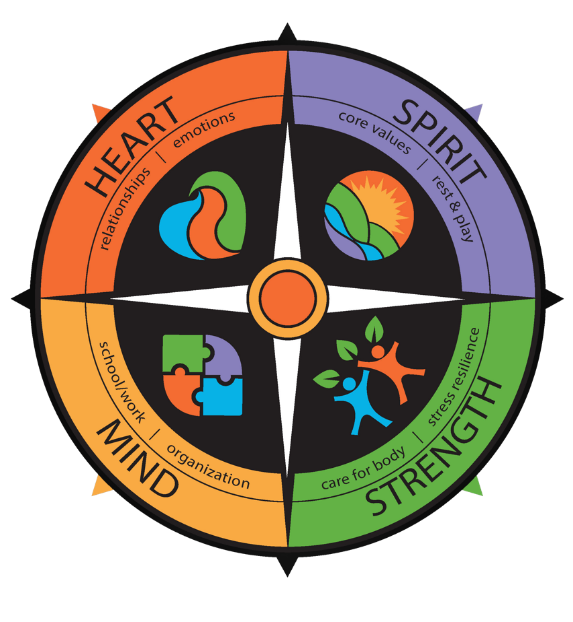 HEART
relationships | emotions
SPIRIT
core values | rest & play
MIND
school/work | organization
STRENGTH
care for body | stress resilience